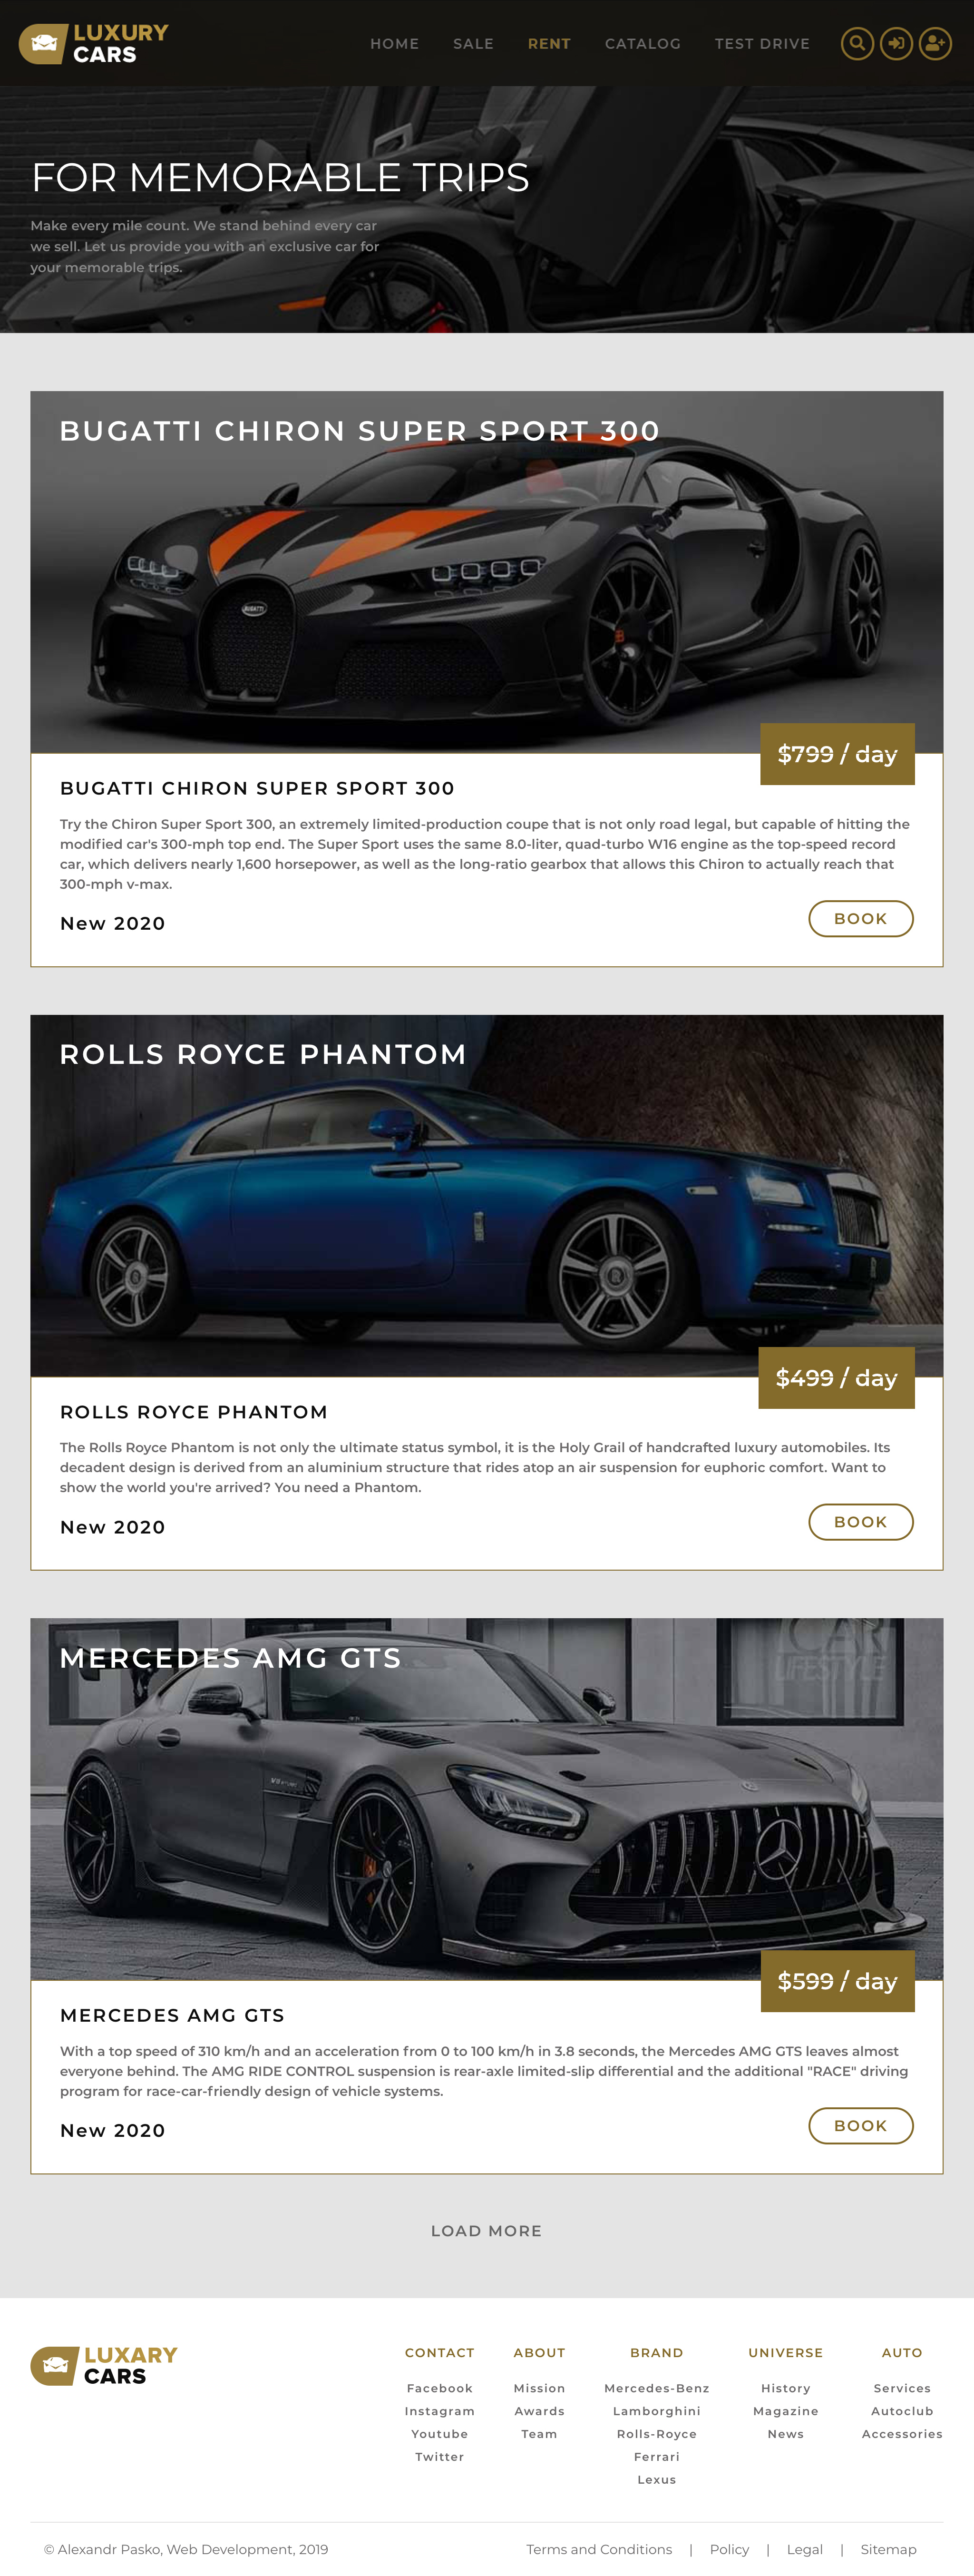 LUXURY
CARS
HOME SALE RENT CATALOG TEST DRIVE
FOR MEMORABLE TRIPS
Make every mile count. We stand behind every car
we sell. Let us provide you with an exclusive car for
your memorable trips.
BUGATTI CHIRON SUPER SPORT 300
BUGATTI
$799 / day
BUGATTI CHIRON SUPER SPORT 300
Try the Chiron Super Sport 300, an extremely limited-production coupe that is not only road legal, but capable of hitting the
modified car's 300-mph top end. The Super Sport uses the same 8.0-liter, quad-turbo W16 engine as the top-speed record
car, which delivers nearly 1,600 horsepower, as well as the long-ratio gearbox that allows this Chiron to actually reach that
300-mph v-max.
New 2020
BOOK
ROLLS ROYCE PHANTOM
$499 / day
ROLLS ROYCE PHANTOM
The Rolls Royce Phantom is not only the ultimate status symbol, it is the Holy Grail of handcrafted luxury automobiles. Its
decadent design is derived from an aluminium structure that rides atop an air suspension for euphoric comfort. Want to
show the world you're arrived? You need a Phantom.
New 2020
BOOK
MERCEDES AMG GTS
$599 / day
MERCEDES AMG GTS
With a top speed of 310 km/h and an acceleration from 0 to 100 km/h in 3.8 seconds, the Mercedes AMG GTS leaves almost
everyone behind. The AMG RIDE CONTROL suspension is rear-axle limited-slip differential and the additional "RACE" driving
program for race-car-friendly design of vehicle systems.
New 2020
BOOK
LOAD MORE
LUXARY
CARS
CONTACT ABOUT BRAND UNIVERSE AUTO
Facebook Mission Mercedes-Benz History Services
Instagram Awards Lamborghini Magazine Autoclub
Youtube Team Rolls-Royce News Accessories
Twitter Ferrari
Lexus
© Alexandr Pasko, Web Development, 2019 Terms and Conditions | Policy | Legal | Sitemap